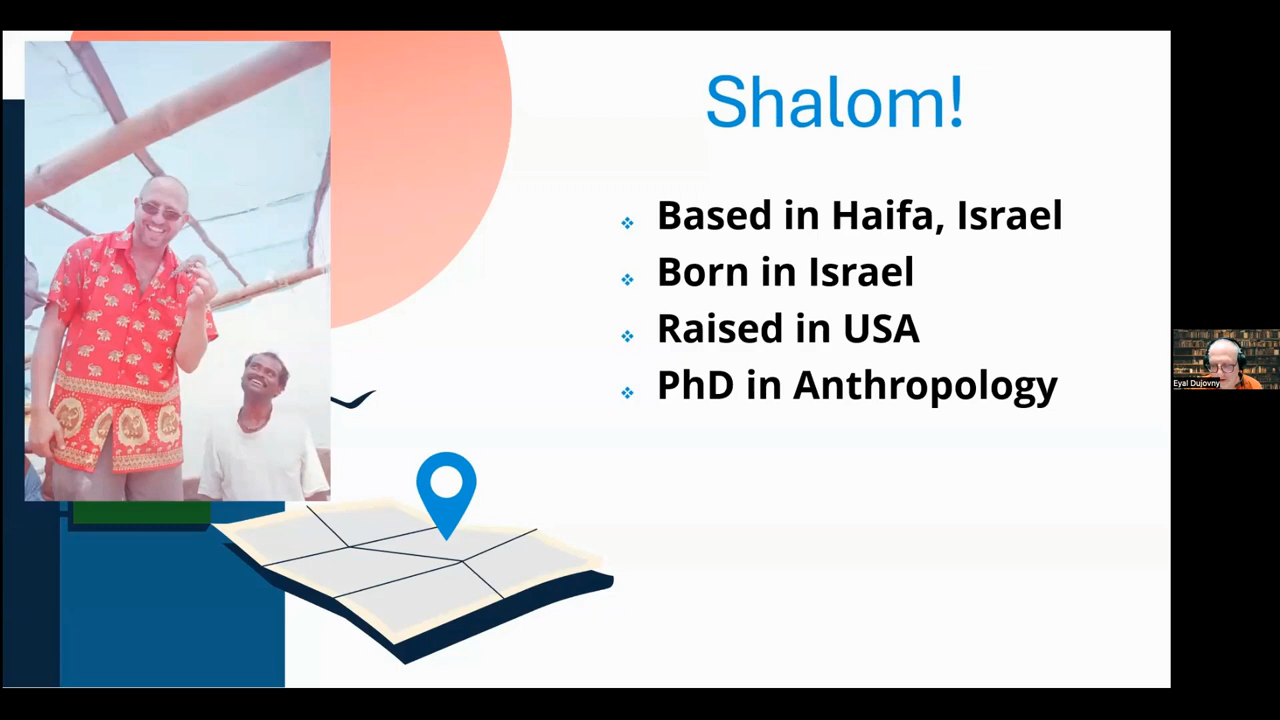 Shalom!
Based in Haifa, Israel
Born in Israel
Raised in USA
PhD in Anthropology
Eyal Dujovny